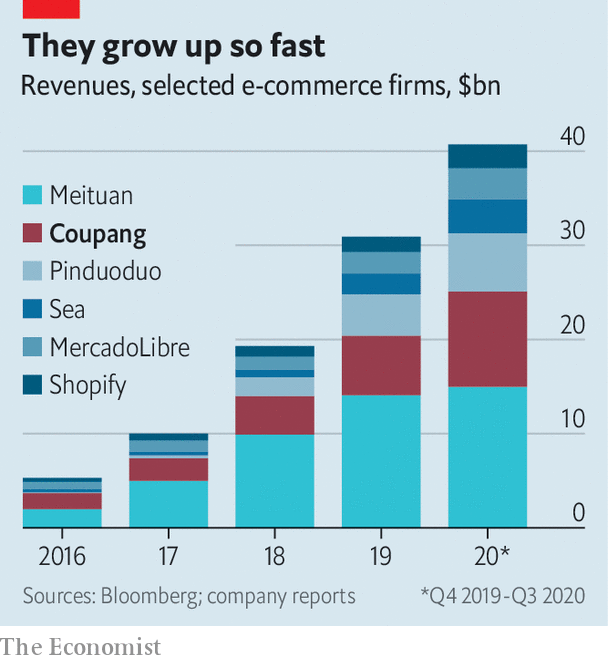 They grow up so fast
Revenues, selected e-commerce firms, $bn
40
Meituan
Coupang
30
Pinduoduo
Sea
20
MercadoLibre
Shopify
10
0
2016 17 18 19 20*
Sources: Bloomberg; company reports *Q4 2019-Q3 2020
The Economist